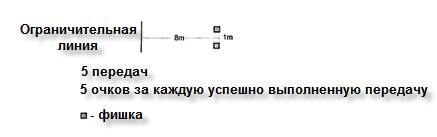 Ограничительная
линия
8m
1m
5 передач
5 очков за каждую успешно выполненную передачу
- фишка